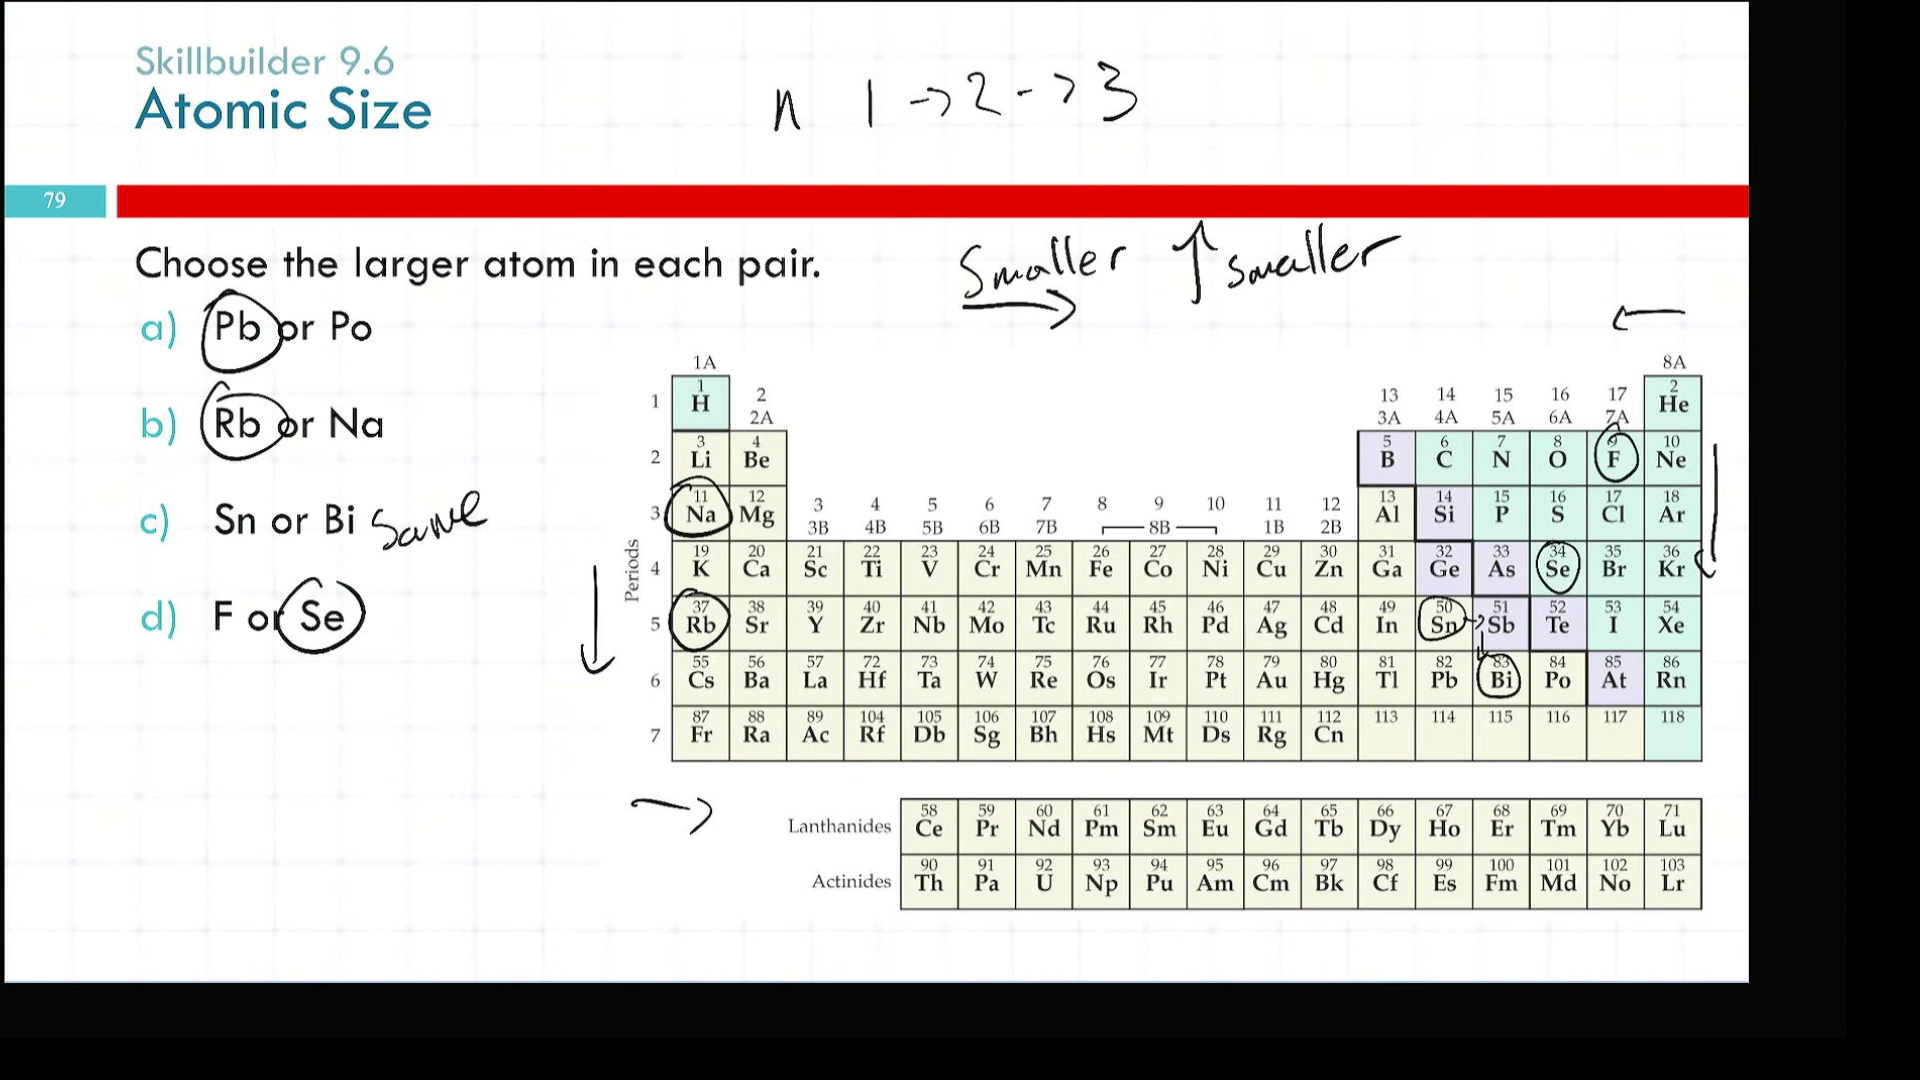 Skillbuilder 9.6
Atomic Size
n 1 -> 2 -> 3
79
Choose the larger atom in each pair.
Smaller ↑ smaller
a) Pb or Po
b) Rb or Na
c) Sn or Bi Same
d) F or Se
1A 8A
1 2
1 H 2 13 14 15 16 17 He
2A 3A 4A 5A 6A 7A
3 4 5 6 7 8 9 10
2 Li Be B C N O F Ne
11 12 13 14 15 16 17 18
3 Na Mg 3 4 5 6 7 8 9 10 11 12 Al Si P S Cl Ar
3B 4B 5B 6B 7B 8B 1B 2B
19 20 21 22 23 24 25 26 27 28 29 30 31 32 33 34 35 36
4 K Ca Sc Ti V Cr Mn Fe Co Ni Cu Zn Ga Ge As Se Br Kr
Periods
37 38 39 40 41 42 43 44 45 46 47 48 49 50 51 52 53 54
5 Rb Sr Y Zr Nb Mo Tc Ru Rh Pd Ag Cd In Sn Sb Te I Xe
55 56 57 72 73 74 75 76 77 78 79 80 81 82 83 84 85 86
6 Cs Ba La Hf Ta W Re Os Ir Pt Au Hg Tl Pb Bi Po At Rn
87 88 89 104 105 106 107 108 109 110 111 112 113 114 115 116 117 118
7 Fr Ra Ac Rf Db Sg Bh Hs Mt Ds Rg Cn
58 59 60 61 62 63 64 65 66 67 68 69 70 71
Lanthanides Ce Pr Nd Pm Sm Eu Gd Tb Dy Ho Er Tm Yb Lu
90 91 92 93 94 95 96 97 98 99 100 101 102 103
Actinides Th Pa U Np Pu Am Cm Bk Cf Es Fm Md No Lr